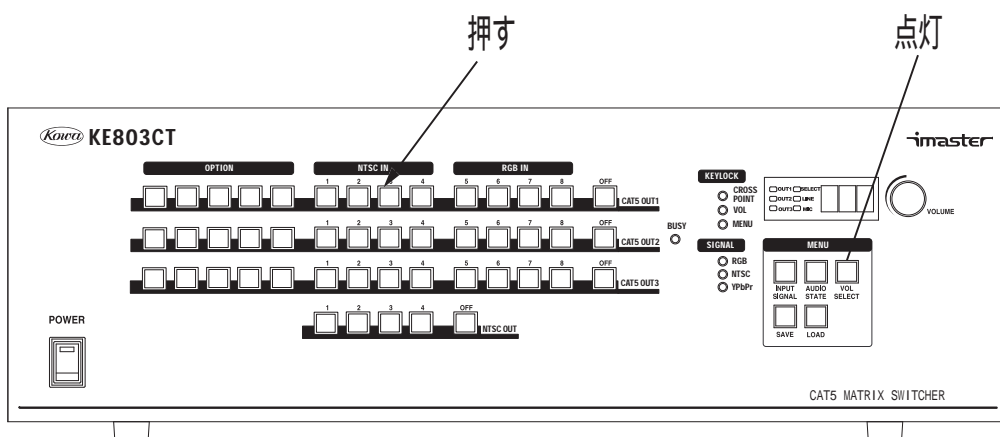 押す
点灯
Kowa KE803CT
imaster
OPTION
NTSC IN
RGB IN
1 2 3 4 5 6 7 8 OFF
CAT5 OUT1
1 2 3 4 5 6 7 8 OFF
CAT5 OUT2
1 2 3 4 5 6 7 8 OFF
CAT5 OUT3
1 2 3 4 OFF
NTSC OUT
BUSY
KEYLOCK
CROSS
POINT
VOL
MENU
SIGNAL
RGB
NTSC
YPbPr
OUT1 SELECT
OUT2 LINE
OUT3 MIC
VOLUME
MENU
INPUT
SIGNAL
AUDIO
STATE
VOL
SELECT
SAVE
LOAD
POWER
CAT5 MATRIX SWITCHER